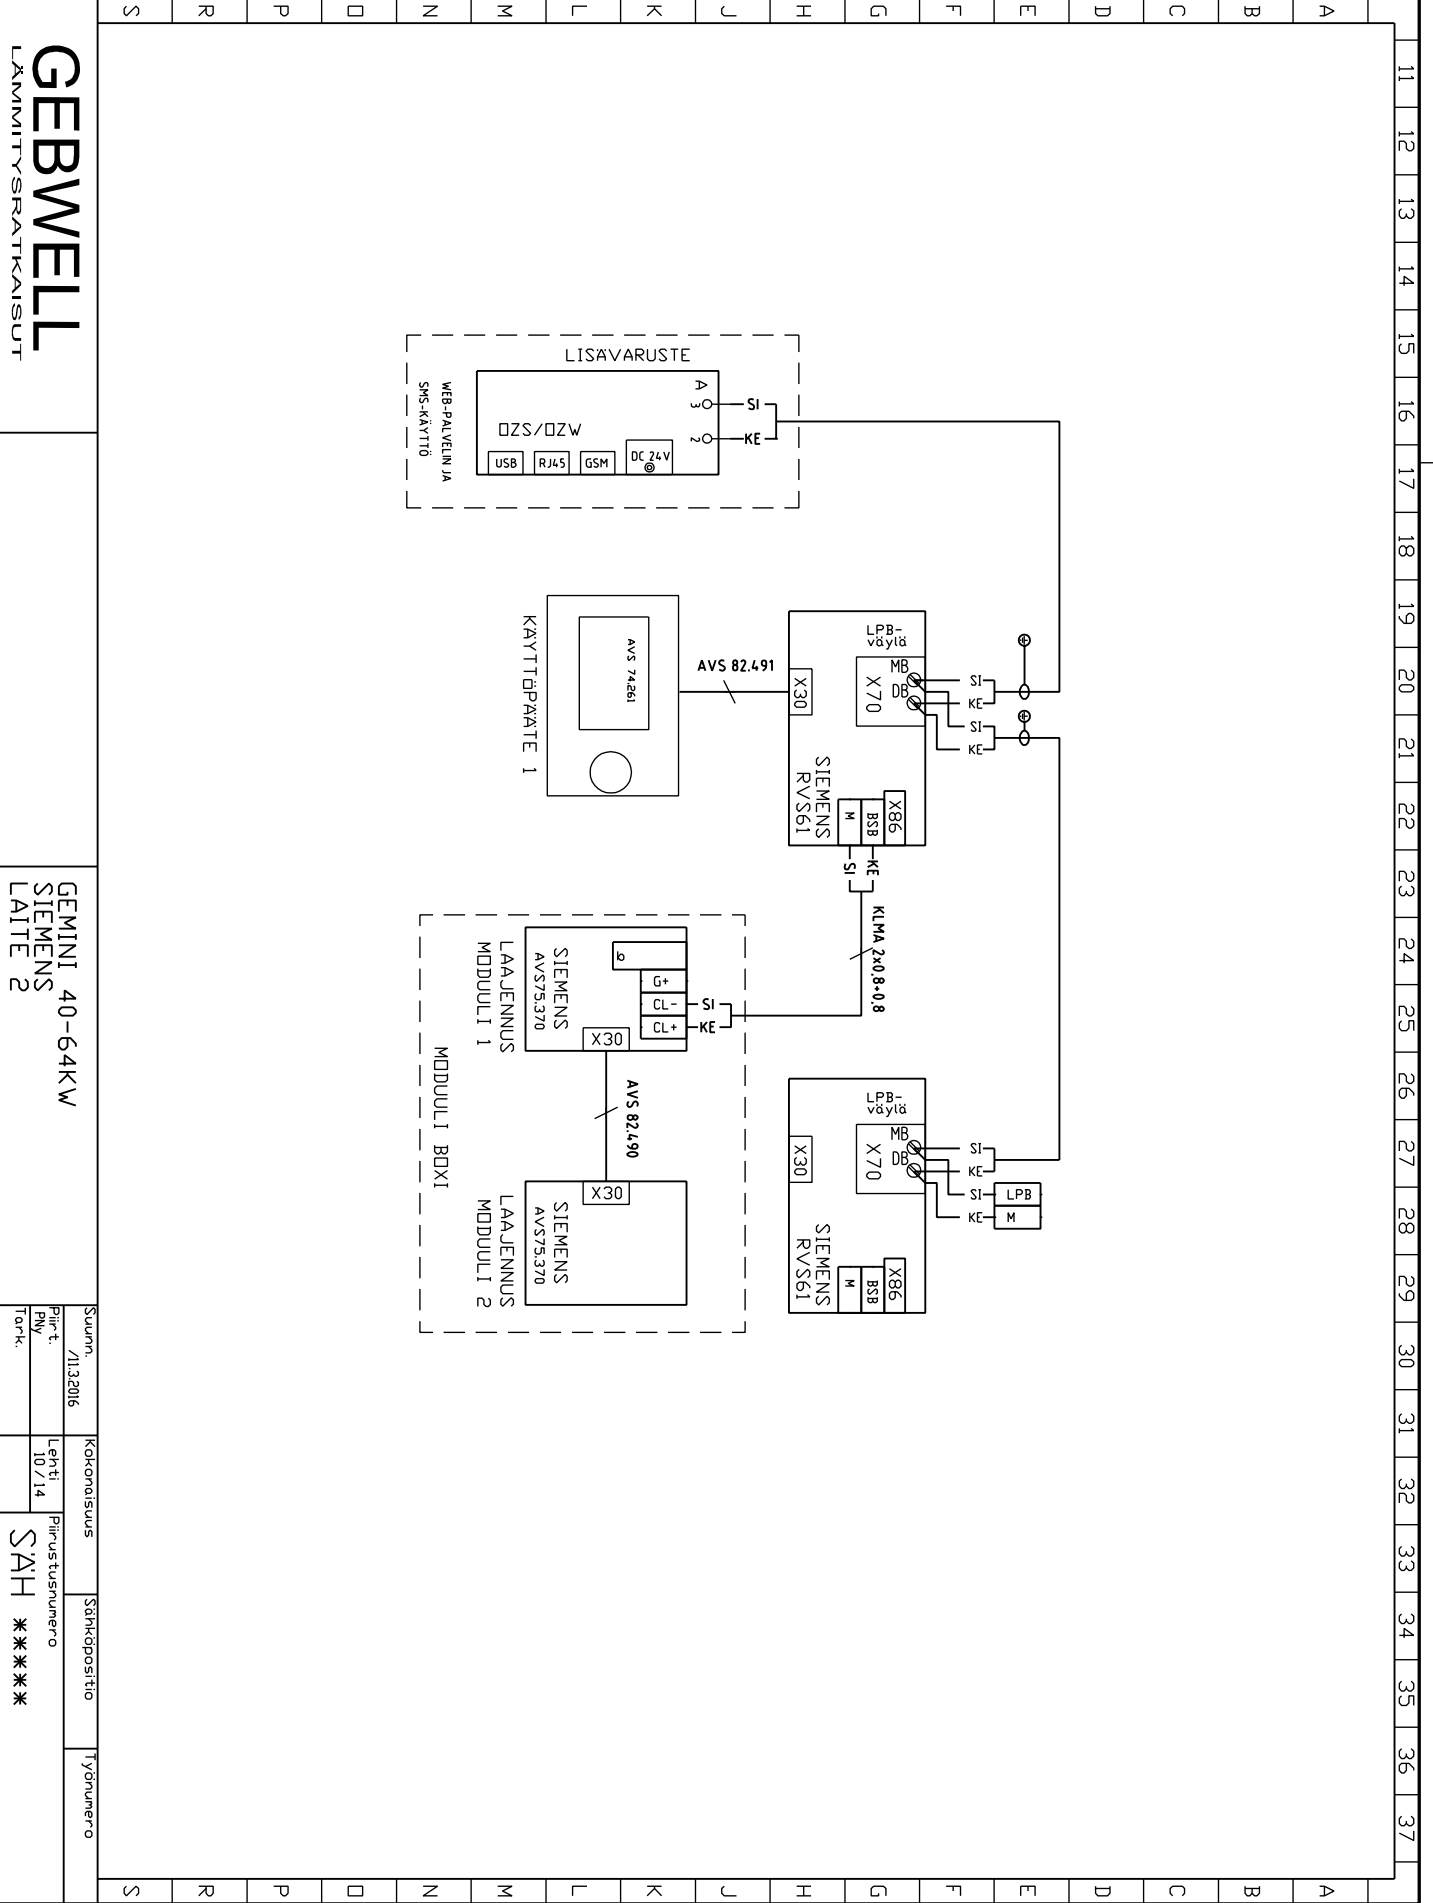 11 12 13 14 15 16 17 18 19 20 21 22 23 24 25 26 27 28 29 30 31 32 33 34 35 36 37
A
B
C
D
E
F
G
H
J
K
L
M
N
O
P
R
S
A
B
C
D
E
F
G
H
J
K
L
M
N
O
P
R
S
LISÄVARUSTE
A
3
2
SI
KE
OZS/OZW
DC 24V
GSM
RJ45
USB
WEB-PALVELIN JA
SMS-KÄYTTÖ
LPB-
väylä
MB
DB
X70
SI
KE
SI
KE
X30
SIEMENS
RVS61
X86
BSB
M
KE
SI
AVS 82.491
AVS 74.261
KÄYTTÖPÄÄTE 1
KLMA 2x0.8+0.8
b
G+
CL-
CL+
SI
KE
SIEMENS
AVS75.370
X30
LAAJENNUS
MODUULI 1
AVS 82.490
X30
SIEMENS
AVS75.370
LAAJENNUS
MODUULI 2
MODUULI BOXI
LPB-
väylä
MB
DB
X70
SI
KE
SI
KE
LPB
M
X30
SIEMENS
RVS61
X86
BSB
M
GEBWELL
LÄMMITYSRATKAISUT
GEMINI 40-64KW
SIEMENS
LAITE 2
Suunn.
/11.3.2016
Piirt.
PNy
Tark.
Kokonaisuus
Lehti
10/14
Sähköpositio
Työnumero
Piirustusnumero
SÄH *****